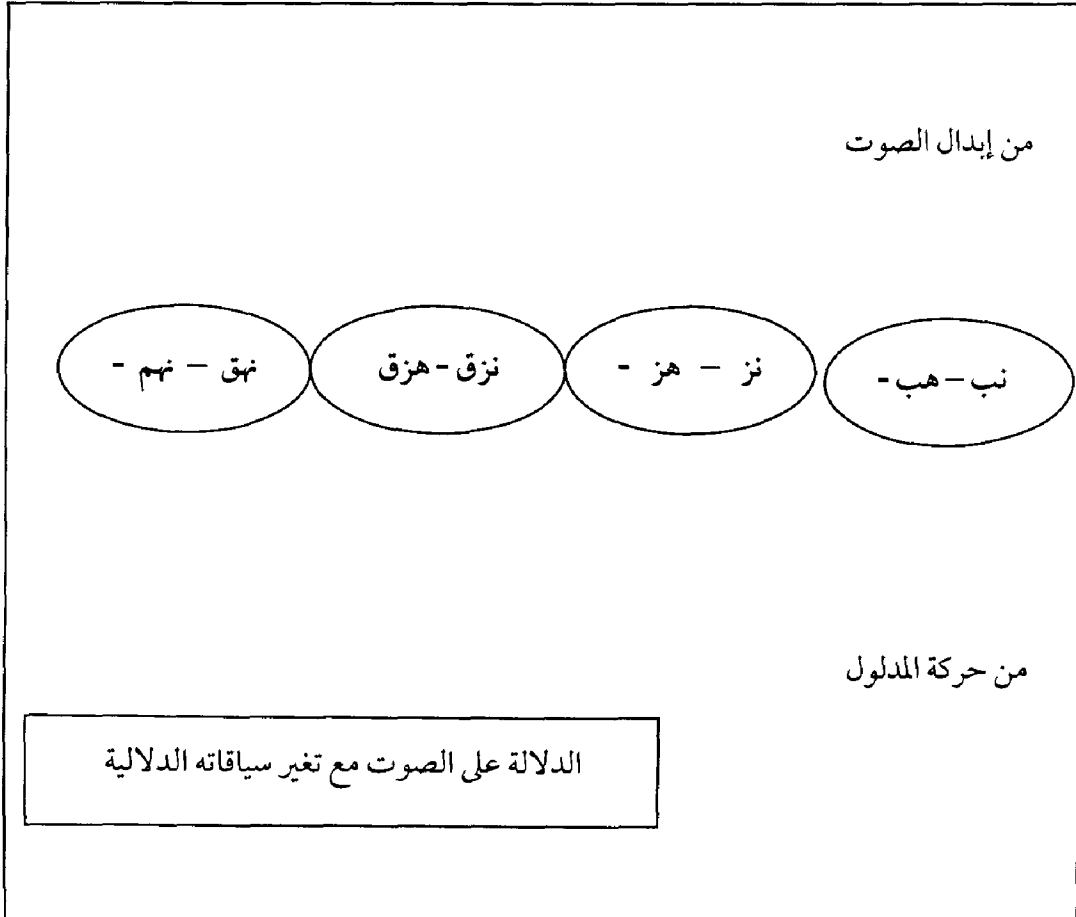 من إبدال الصوت
نب – هب -
نز – هز -
نزق - هزق
نهق – نهم -
من حركة المدلول
الدلالة على الصوت مع تغير سياقاته الدلالية